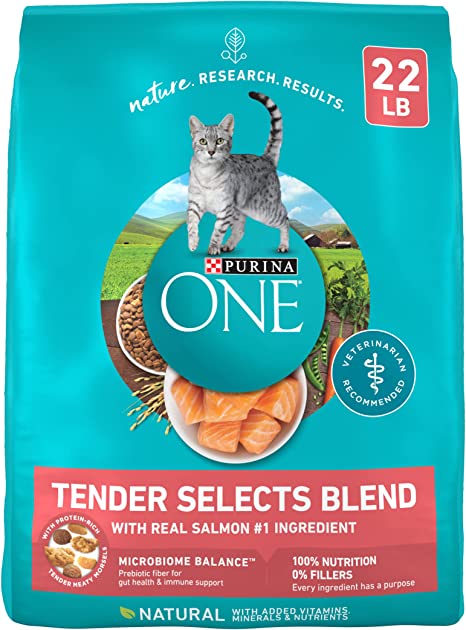 nature. RESEARCH. RESULTS.
22
LB
PURINA
ONE
VETERINARIAN
RECOMMENDED
TENDER SELECTS BLEND
WITH REAL SALMON #1 INGREDIENT
WITH PROTEIN-RICH
TENDER MEATY MORSELS
MICROBIOME BALANCE™
Prebiotic fiber for
gut health & immune support
100% NUTRITION
0% FILLERS
Every ingredient has a purpose
NATURAL WITH ADDED VITAMINS,
MINERALS & NUTRIENTS